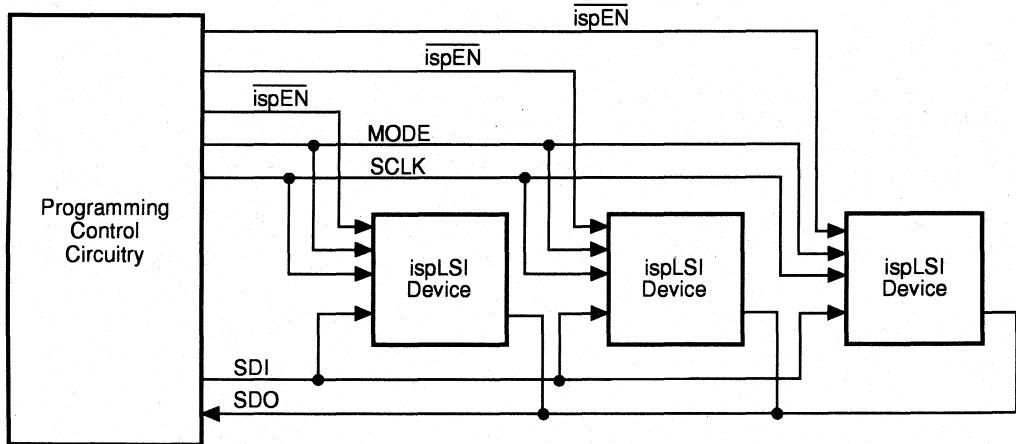 ispEN
ispEN
ispEN
MODE
SCLK
Programming
Control
Circuitry
ispLSI
Device
ispLSI
Device
ispLSI
Device
SDI
SDO